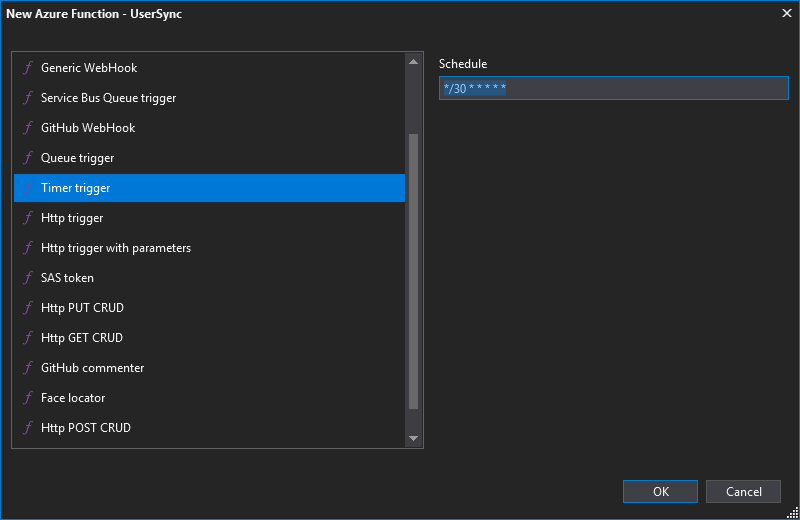 New Azure Function - UserSync
Generic WebHook
Service Bus Queue trigger
GitHub WebHook
Queue trigger
Timer trigger
Http trigger
Http trigger with parameters
SAS token
Http PUT CRUD
Http GET CRUD
GitHub commenter
Face locator
Http POST CRUD
Schedule
*/30 * * * * *
OK
Cancel